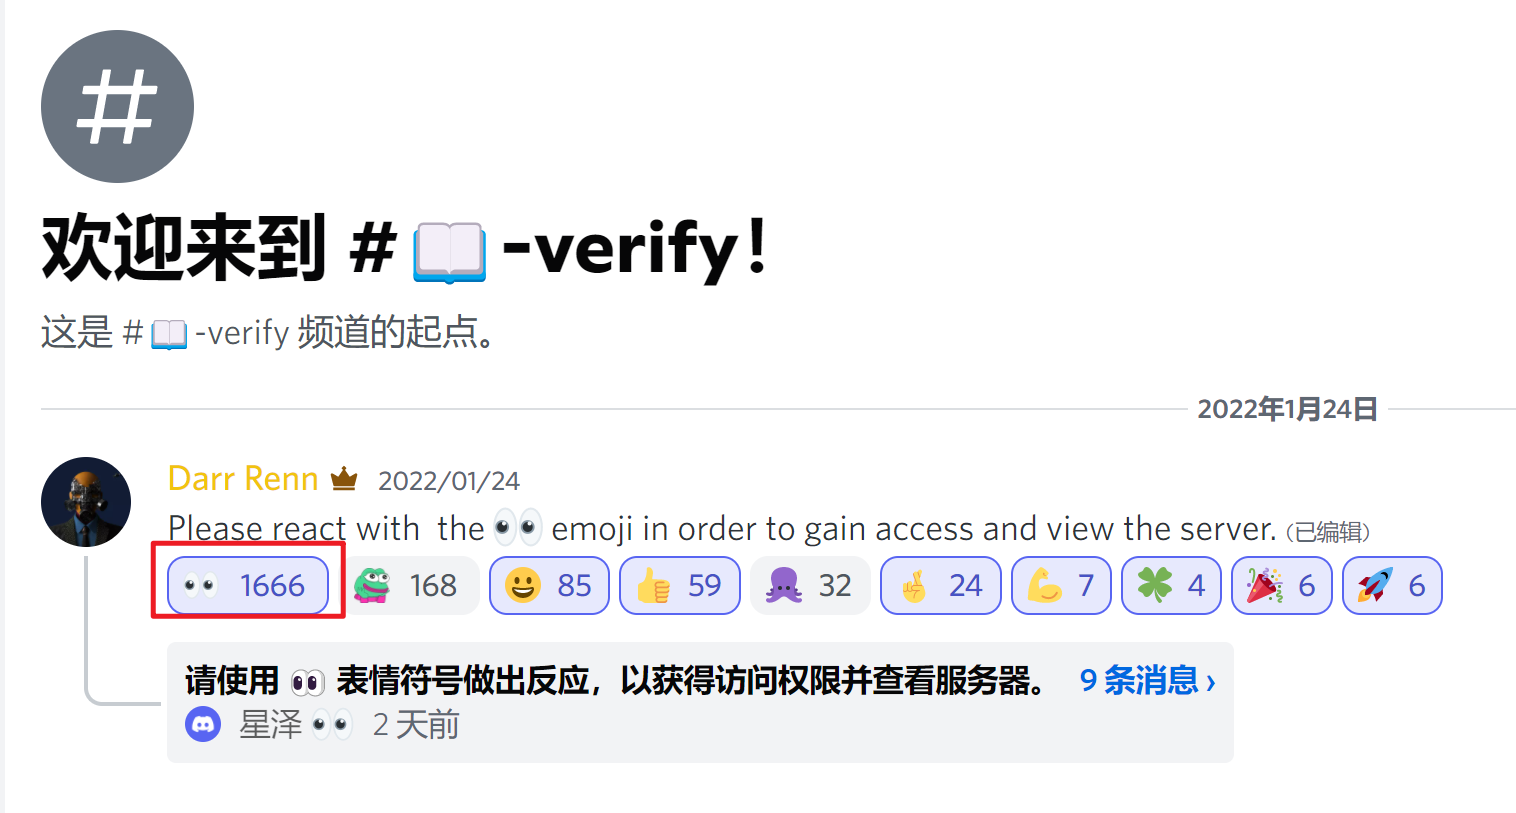 欢迎来到 #📖-verify！
这是 #📖-verify 频道的起点。
2022年1月24日
Darr Renn 2022/01/24
Please react with the 👀 emoji in order to gain access and view the server. (已编辑)
👀 1666 168 😃 85 👍 59 🐙 32 🤞 24 💪 7 🍀 4 🎉 6 🚀 6
请使用 👀 表情符号做出反应，以获得访问权限并查看服务器。 9 条消息 ›
星泽 👀 2 天前